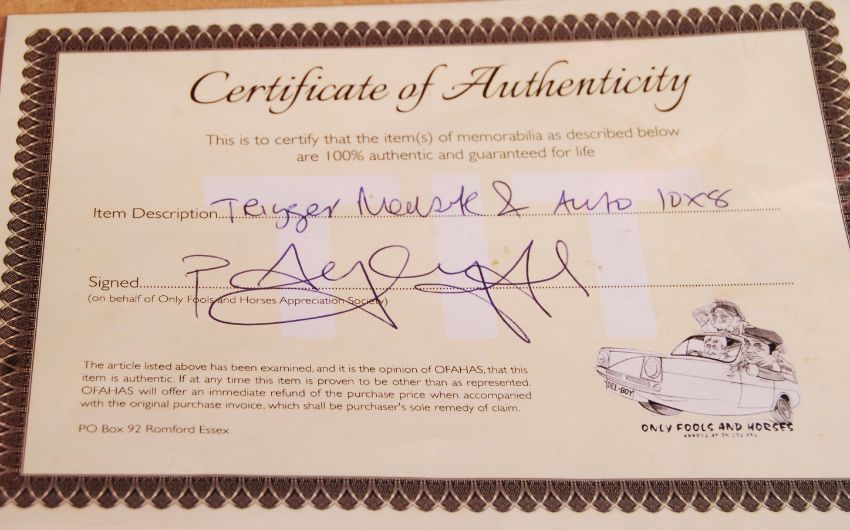 Certificate of Authenticity
This is to certify that the item(s) of memorabilia as described below
are 100% authentic and guaranteed for life
Item Description... Trigger & Auto 10x8
Signed...
(on behalf of Only Fools and Horses Appreciation Society)
The article listed above has been examined, and it is the opinion of OFAHAS, that this
item is authentic. If at any time this item is proven to be other than as represented.
OFAHAS will offer an immediate refund of the purchase price when accompanied
with the original purchase invoice, which shall be purchaser's sole remedy of claim.
PO Box 92 Romford Essex
DEL-BOY
ONLY FOOLS AND HORSES